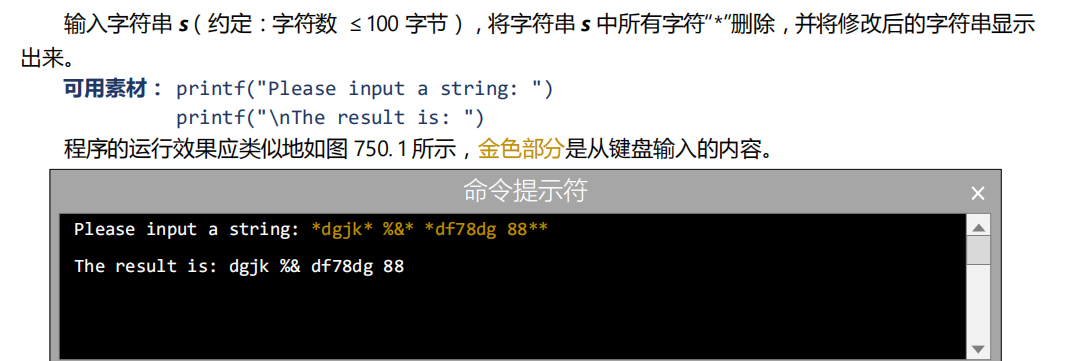 输入字符串 s（约定：字符数 ≤100 字节），将字符串 s 中所有字符“*”删除，并将修改后的字符串显示
出来。
可用素材： printf("Please input a string: ")
printf("\nThe result is: ")
程序的运行效果应类似地如图 750.1 所示，金色部分是从键盘输入的内容。
命令提示符 ×
Please input a string: *dgjk* %&* *df78dg 88**
The result is: dgjk %& df78dg 88